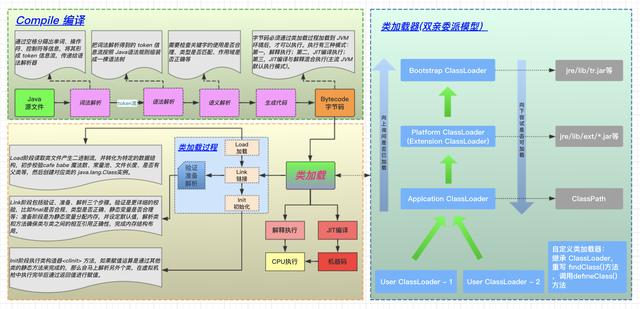 Compile 编译
通过空格分隔出单词、操作
符、控制符等信息，将其形
成 token 信息流，传递给语
法解析器
把词法解析得到的 token 信
息流按照 Java语法规则组装
成一棵语法树
需要检查关键字的使用是否合
理、类型是否匹配、作用域是
否正确等
字节码必须通过类加载过程加载到 JVM
环境后，才可以执行。执行有三种模式：
第一，解释执行；第二，JIT编译执行；
第三，JIT编译与解释混合执行(主流 JVM
默认执行模式)。
Java
源文件
词法解析
token流
语法解析
语义解析
生成代码
Bytecode
字节码
Load阶段读取类文件产生二进制流，并转化为特定的数据结
构，初步校验cafe babe 魔法数、常量池、文件长度、是否有
父类等，然后创建对应类的 java.lang.Class实例。
Link阶段包括验证、准备、解析三个步骤。验证是更详细的校
验，比如final是否合规、类型是否正确、静态变量是否合理
等；准备阶段是为静态变量分配内存，并设定默认值，解析类
和方法确保类与类之间的相互引用正确性，完成内存结构布
局。
Init阶段执行类构造器<clinit> 方法，如果赋值运算是通过其他
类的静态方法来完成的，那么会马上解析另外个类，在虚拟机
栈中执行完毕后通过返回值进行赋值。
类加载过程
Load
加载
验证
准备
解析
Link
链接
Init
初始化
类加载
解释执行
JIT编译
CPU执行
机器码
类加载器(双亲委派模型)
Bootstrap ClassLoader
jre/lib/tr.jar等
Platform ClassLoader
(Extension ClassLoader)
jre/lib/ext/*.jar等
Appication ClassLoader
ClassPath
向上询问是否已加载
向下尝试是否可加载
User ClassLoader - 1
User ClassLoader - 2
自定义类加载器：
继承 ClassLoader,
重写 findClass()方法
，调用defineClass()
方法